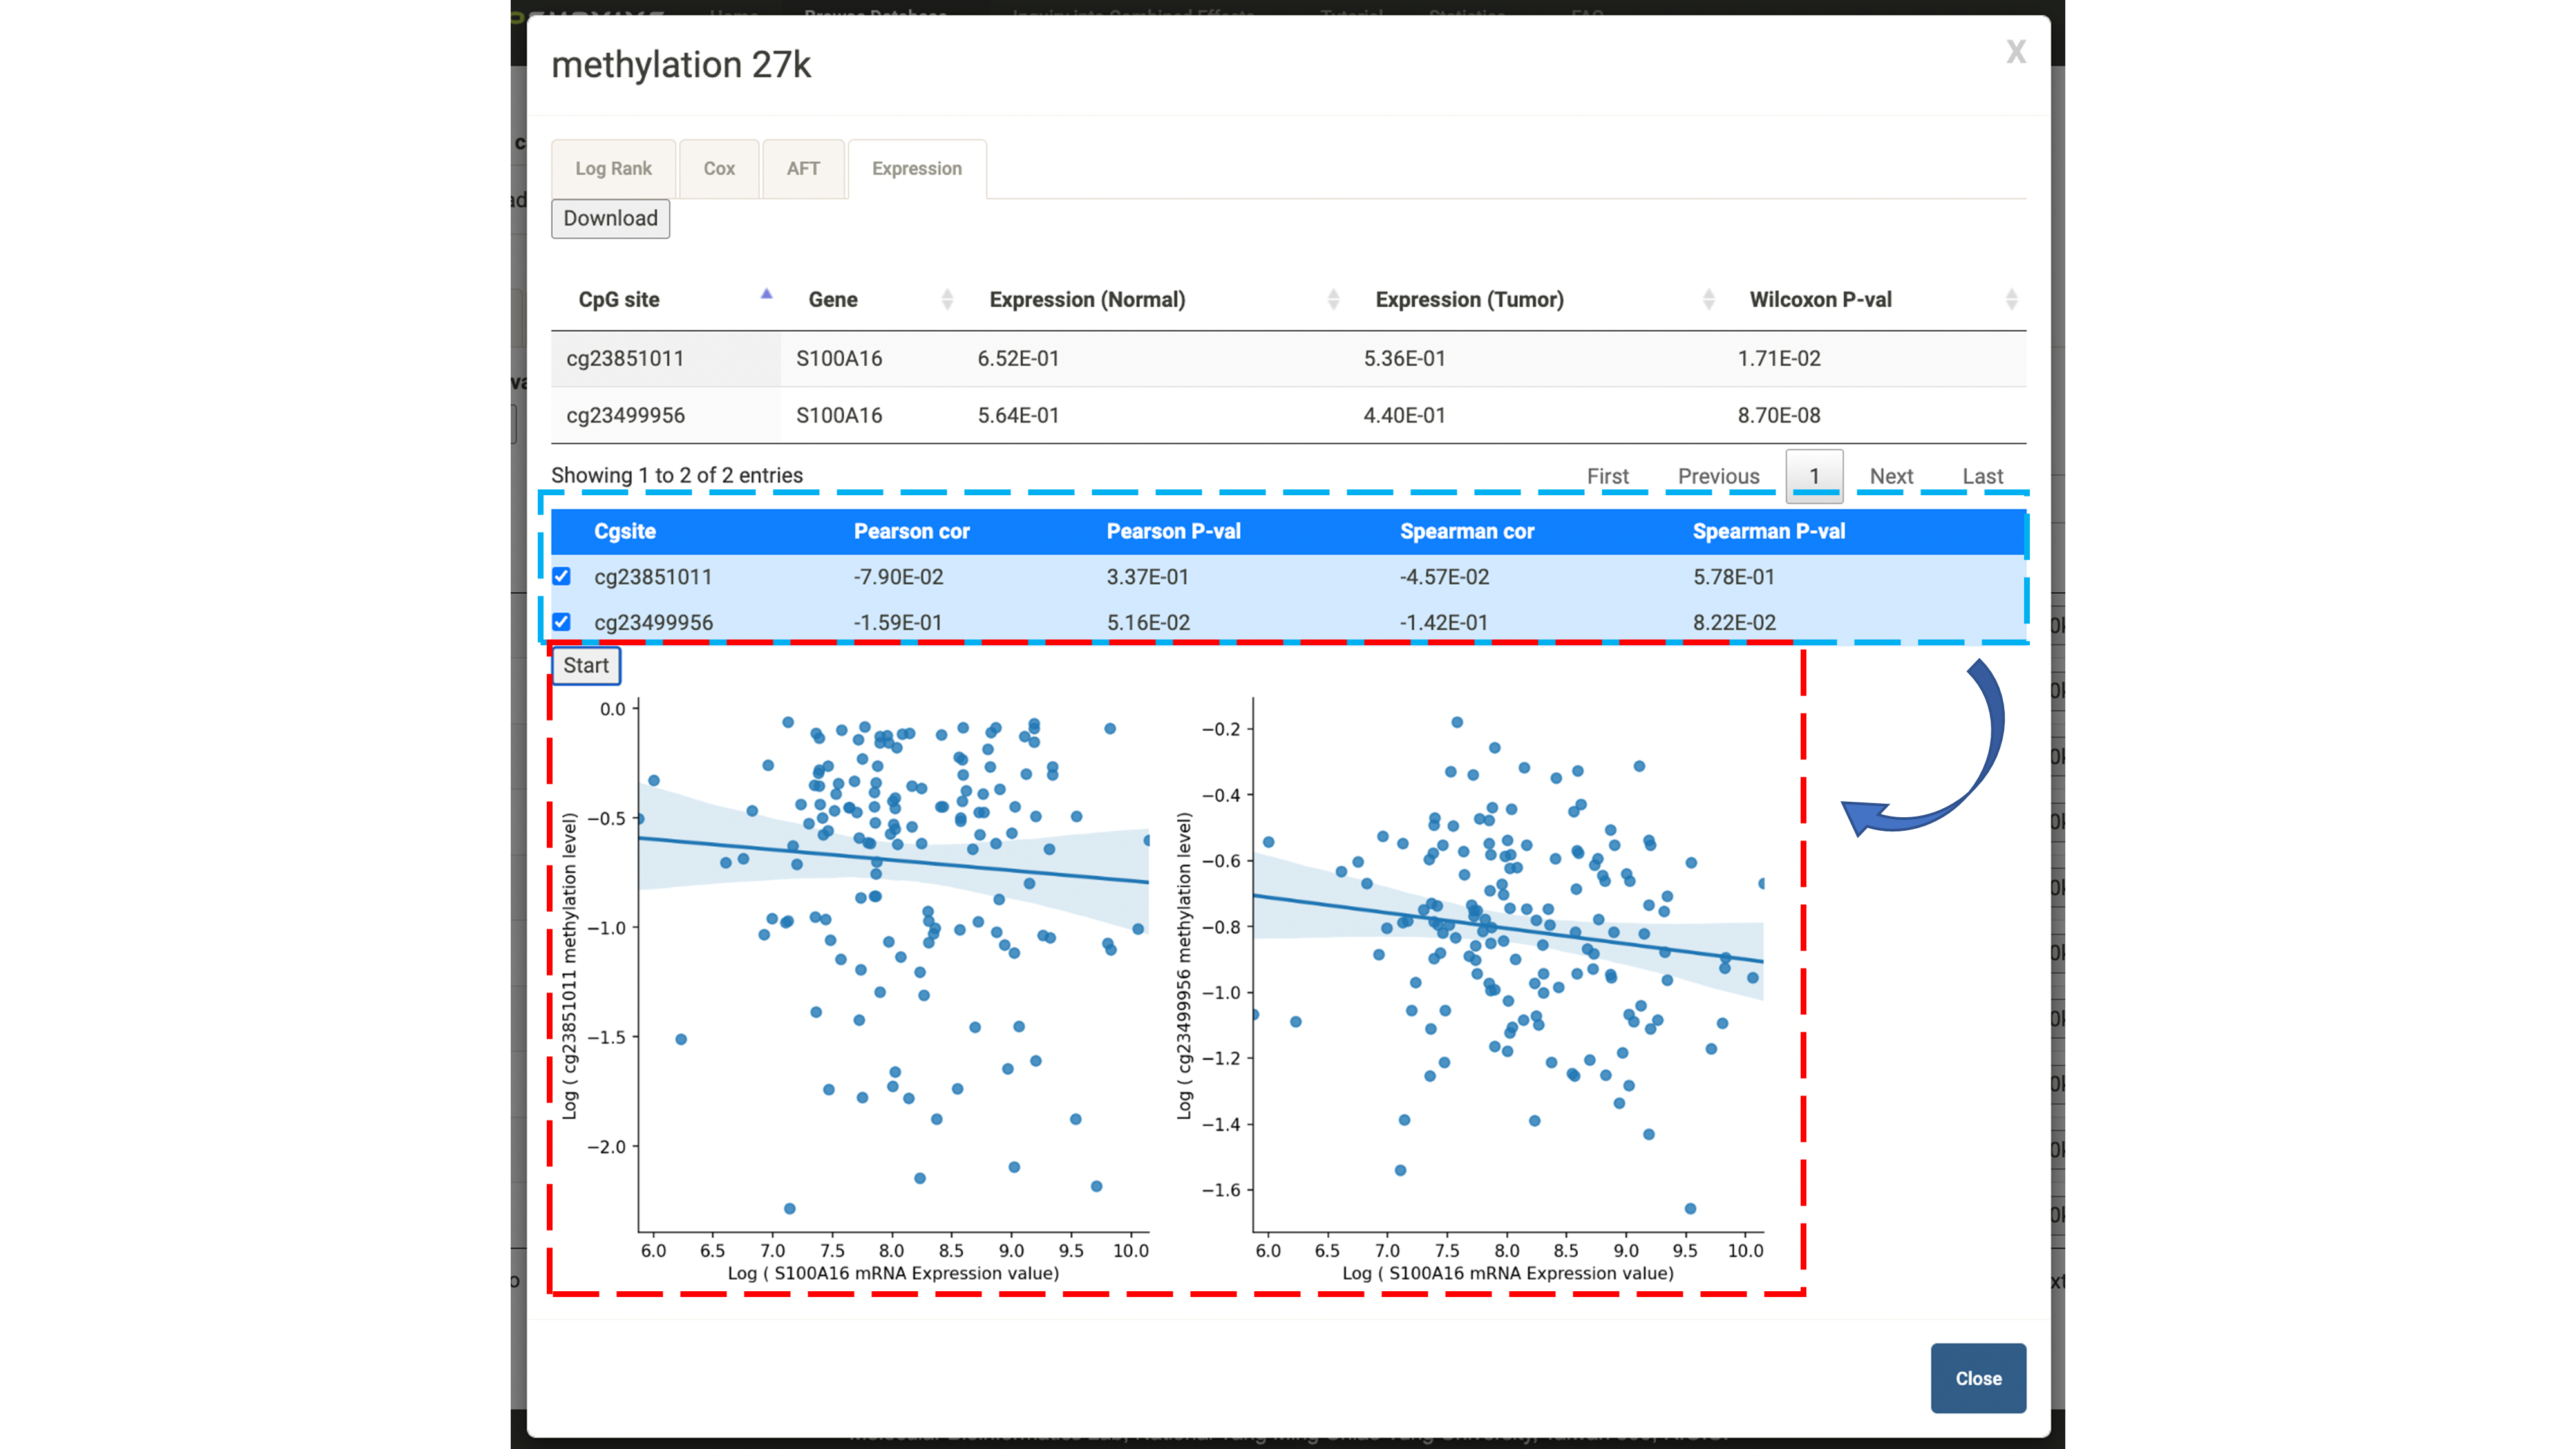 methylation 27k
X
Log Rank Cox AFT Expression
Download
CpG site Gene Expression (Normal) Expression (Tumor) Wilcoxon P-val
cg23851011 S100A16 6.52E-01 5.36E-01 1.71E-02
cg23499956 S100A16 5.64E-01 4.40E-01 8.70E-08
Showing 1 to 2 of 2 entries First Previous 1 Next Last
Cgsite Pearson cor Pearson P-val Spearman cor Spearman P-val
cg23851011 -7.90E-02 3.37E-01 -4.57E-02 5.78E-01
cg23499956 -1.59E-01 5.16E-02 -1.42E-01 8.22E-02
Start
Log ( cg23851011 methylation level)
0.0
−0.5
−1.0
−1.5
−2.0
6.0 6.5 7.0 7.5 8.0 8.5 9.0 9.5 10.0
Log ( S100A16 mRNA Expression value)
Log ( cg23499956 methylation level)
−0.2
−0.4
−0.6
−0.8
−1.0
−1.2
−1.4
−1.6
6.0 6.5 7.0 7.5 8.0 8.5 9.0 9.5 10.0
Log ( S100A16 mRNA Expression value)
Close